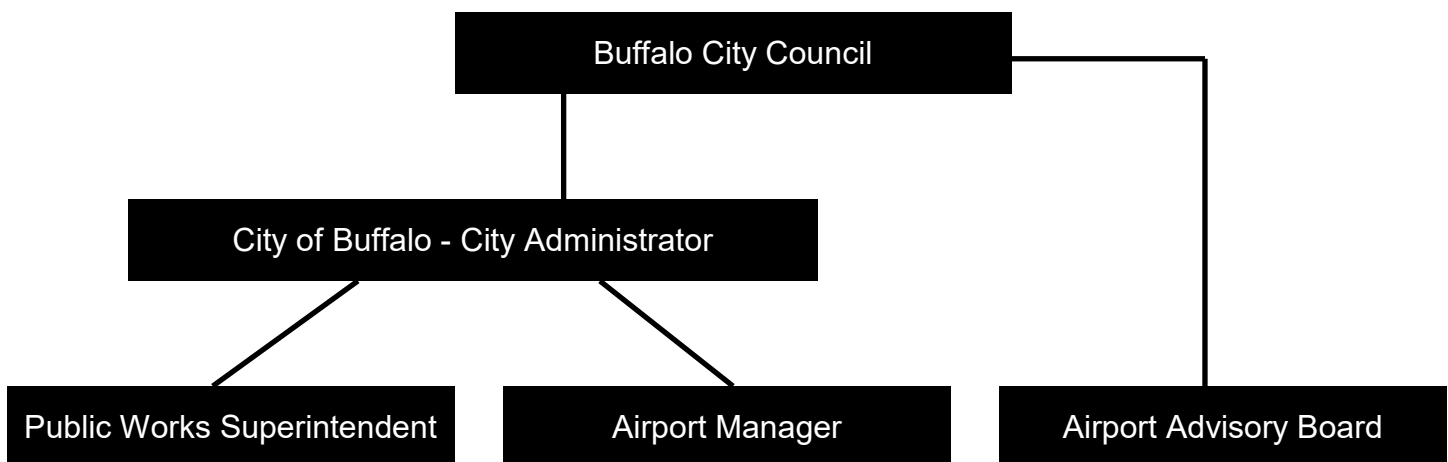 Buffalo City Council
City of Buffalo - City Administrator
Public Works Superintendent
Airport Manager
Airport Advisory Board